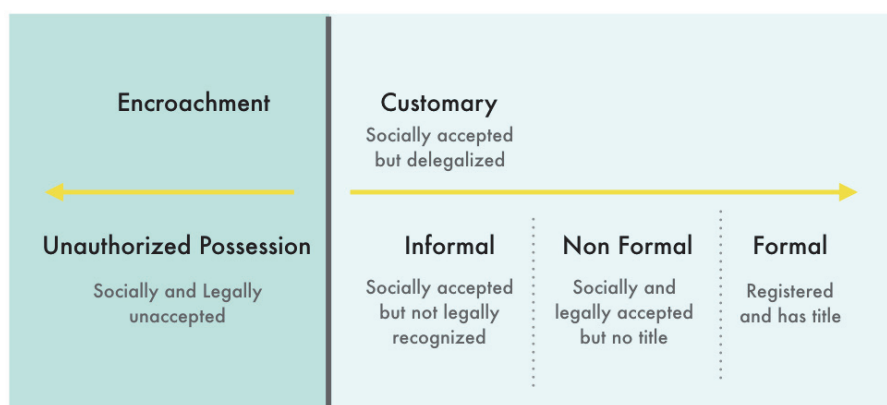 Encroachment
Customary
Socially accepted
but delegalized
Unauthorized Possession
Socially and Legally
unaccepted
Informal
Socially accepted
but not legally
recognized
Non Formal
Socially and
legally accepted
but no title
Formal
Registered
and has title